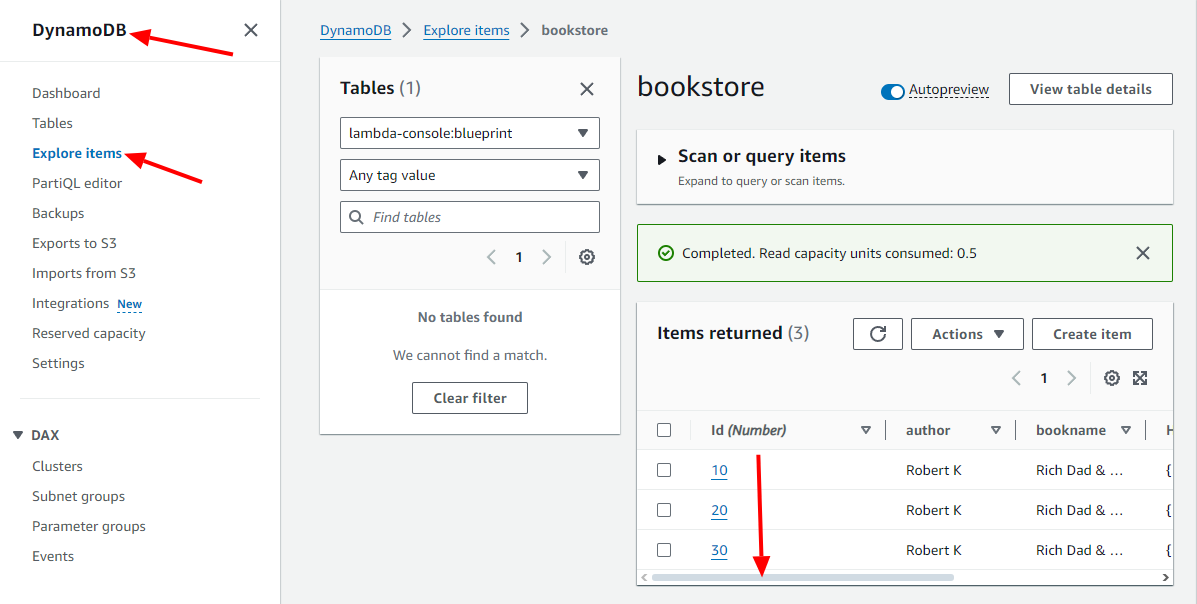 DynamoDB
Dashboard
Tables
Explore items
PartiQL editor
Backups
Exports to S3
Imports from S3
Integrations New
Reserved capacity
Settings
DAX
Clusters
Subnet groups
Parameter groups
Events
DynamoDB Explore items bookstore
Tables (1)
lambda-console:blueprint
Any tag value
Find tables
1
No tables found
We cannot find a match.
Clear filter
bookstore
Autopreview
View table details
Scan or query items
Expand to query or scan items.
Completed. Read capacity units consumed: 0.5
Items returned (3)
Actions
Create item
1
Id (Number) author bookname
10 Robert K Rich Dad & … {
20 Robert K Rich Dad & … {
30 Robert K Rich Dad & … {